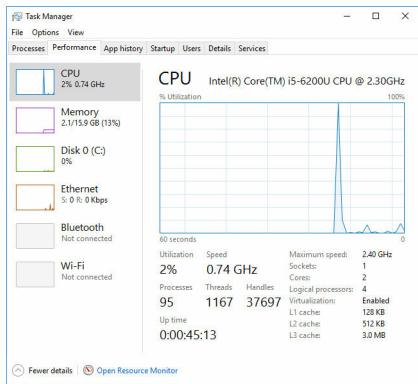 Task Manager
File Options View
Processes Performance App history Startup Users Details Services
CPU
2% 0.74 GHz
Memory
2.1/15.9 GB (13%)
Disk 0 (C:)
0%
Ethernet
S: 0 R: 0 Kbps
Bluetooth
Not connected
Wi-Fi
Not connected
CPU Intel(R) Core(TM) i5-6200U CPU @ 2.30GHz
% Utilization 100%
60 seconds 0
Utilization Speed
2% 0.74 GHz
Processes Threads Handles
95 1167 37697
Up time
0:00:45:13
Maximum speed: 2.40 GHz
Sockets: 1
Cores: 2
Logical processors: 4
Virtualization: Enabled
L1 cache: 128 KB
L2 cache: 512 KB
L3 cache: 3.0 MB
Fewer details Open Resource Monitor